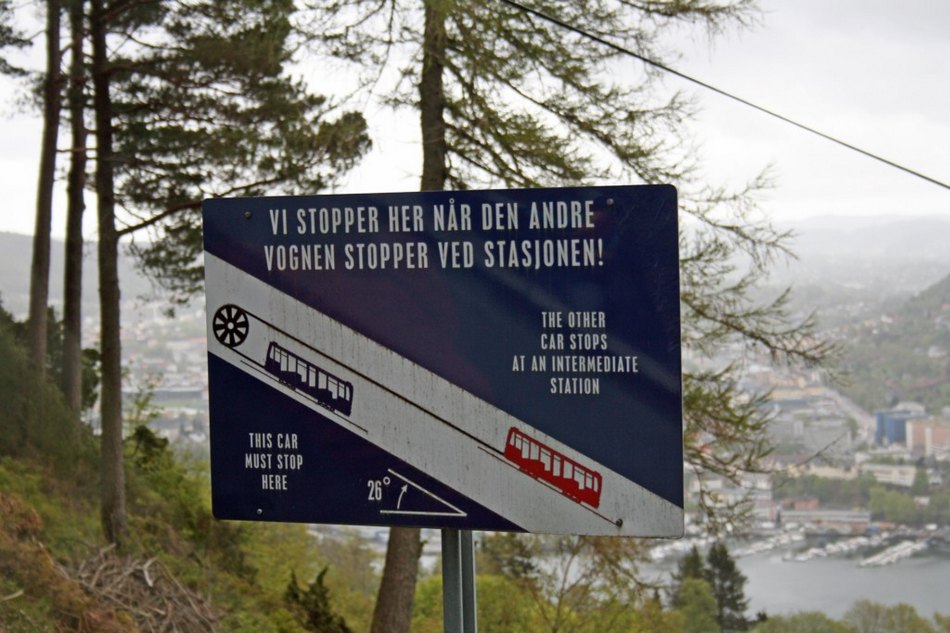 VI STOPPER HER NÅR DEN ANDRE
VOGNEN STOPPER VED STASJONEN!
THE OTHER
CAR STOPS
AT AN INTERMEDIATE
STATION
THIS CAR
MUST STOP
HERE
26°